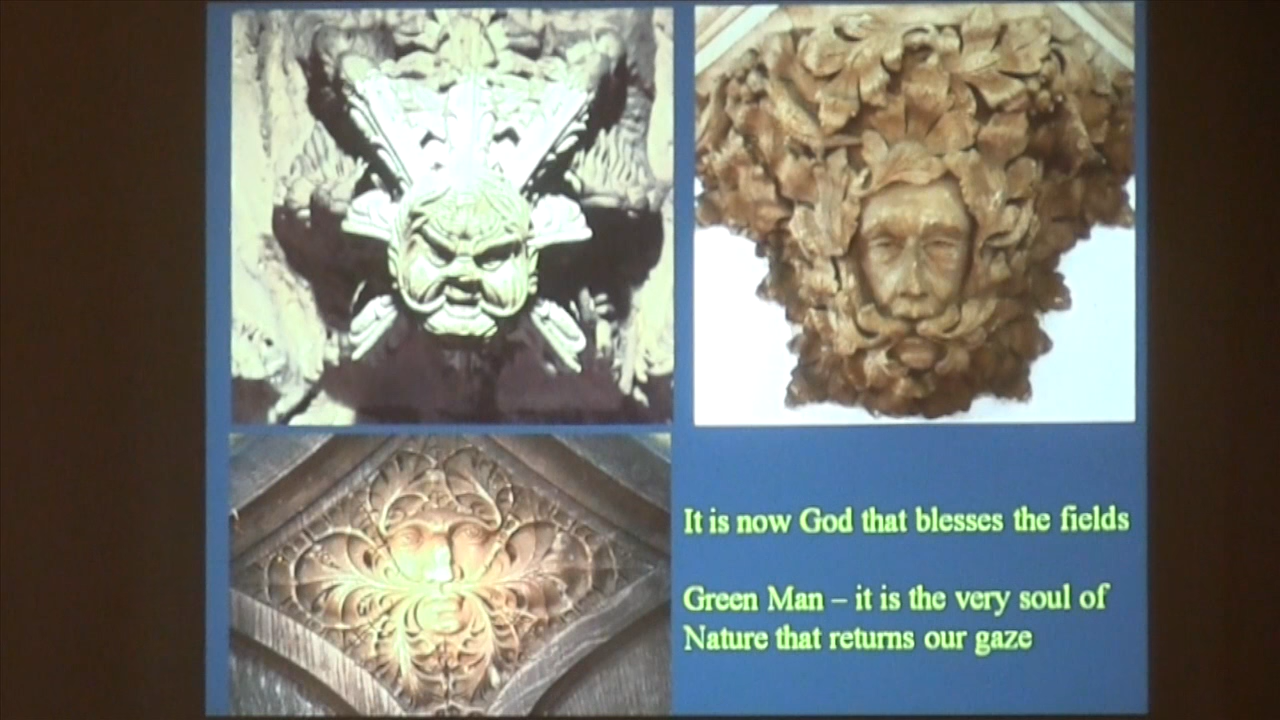 It is now God that blesses the fields
Green Man – it is the very soul of
Nature that returns our gaze